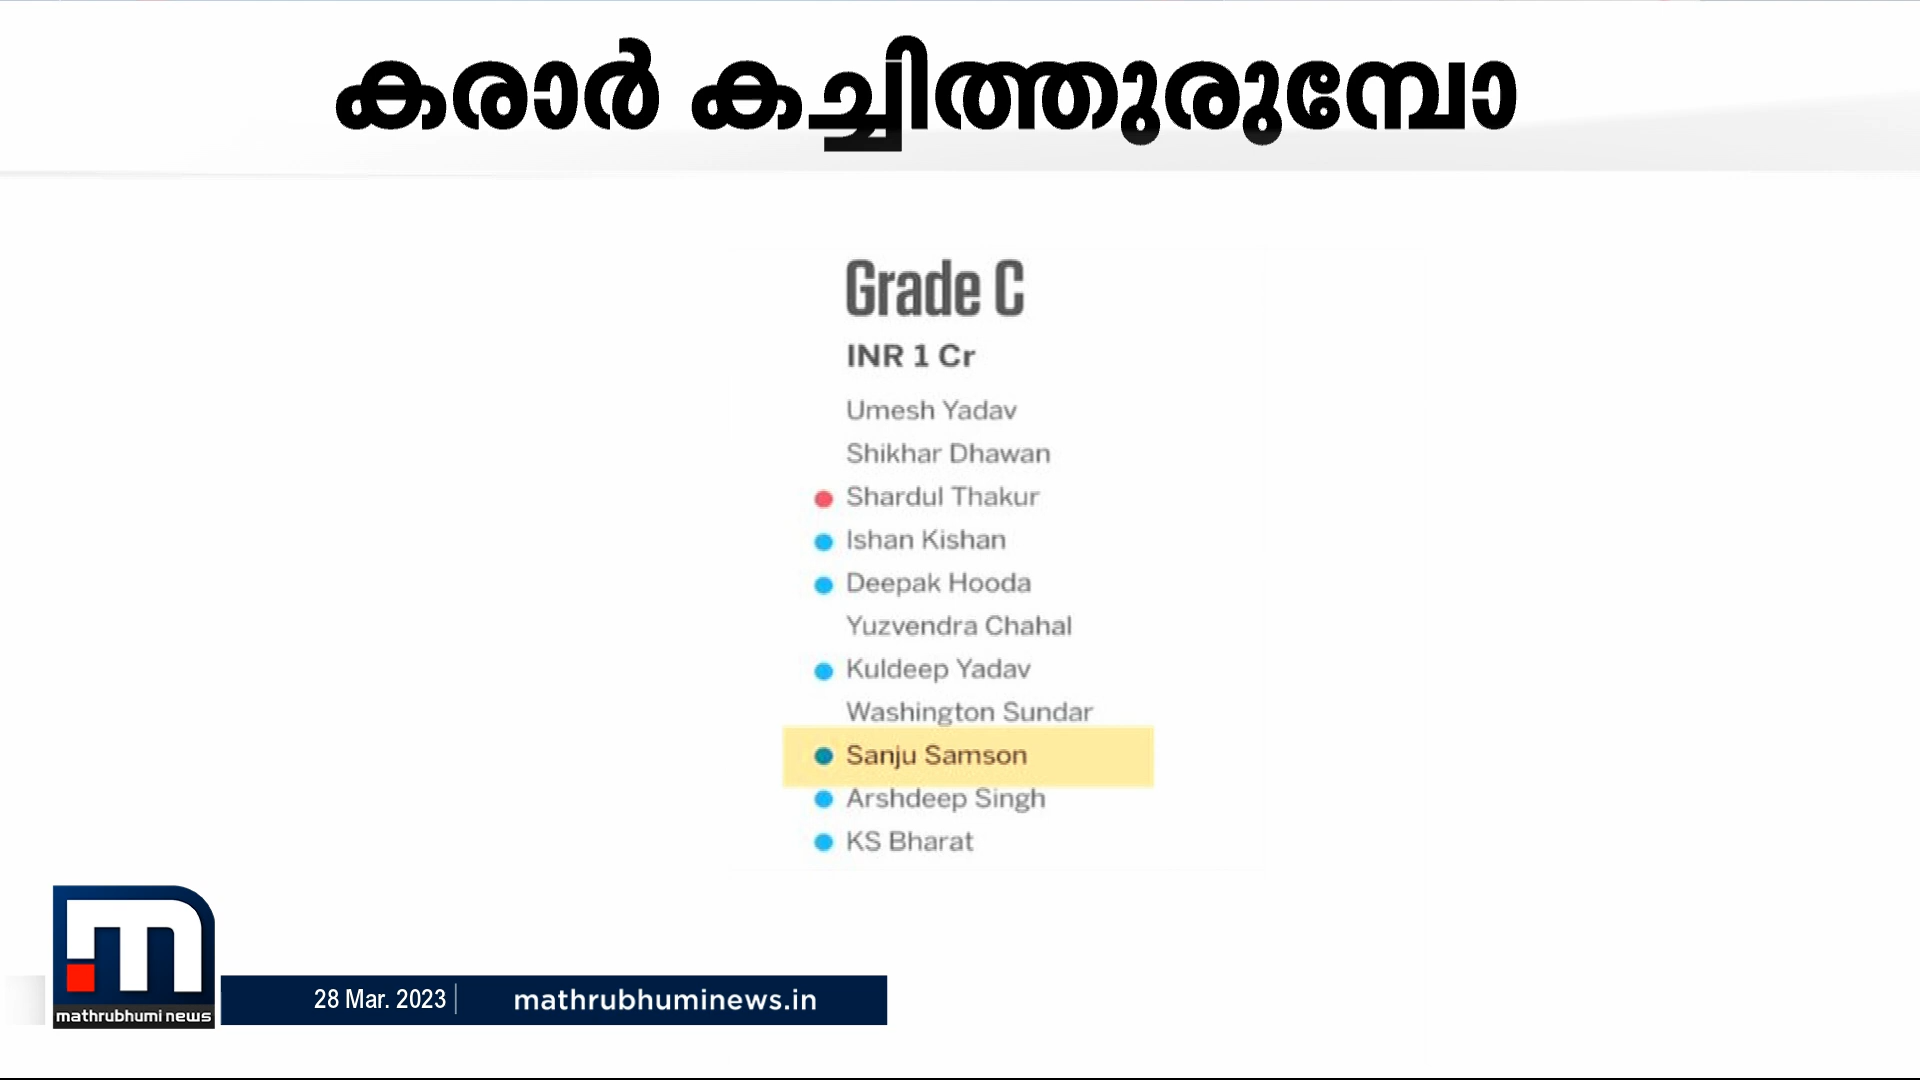 കരാർ കച്ചിത്തുരുമ്പോ
Grade C
INR 1 Cr
Umesh Yadav
Shikhar Dhawan
Shardul Thakur
Ishan Kishan
Deepak Hooda
Yuzvendra Chahal
Kuldeep Yadav
Washington Sundar
Sanju Samson
Arshdeep Singh
KS Bharat
mathrubhumi news
28 Mar. 2023
mathrubhuminews.in